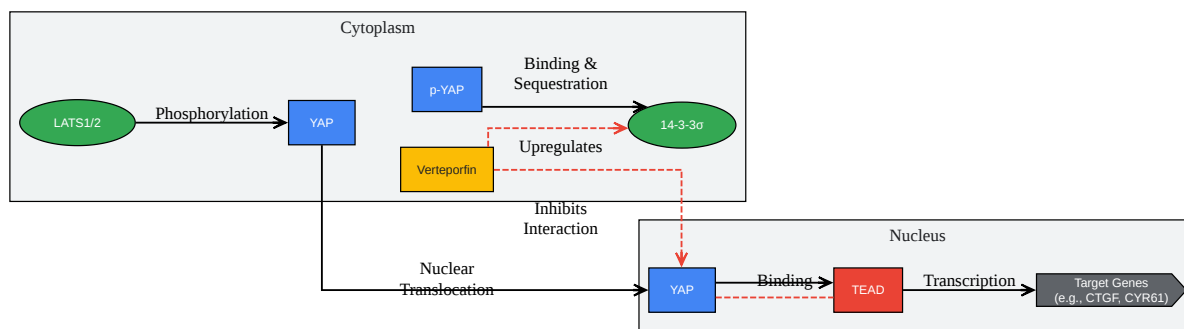 Cytoplasm
Binding &
Sequestration
p-YAP
LATS1/2
Phosphorylation
YAP
14-3-3σ
Upregulates
Verteporfin
Inhibits
Interaction
Nucleus
Nuclear
Translocation
YAP
Binding
TEAD
Transcription
Target Genes
(e.g., CTGF, CYR61)